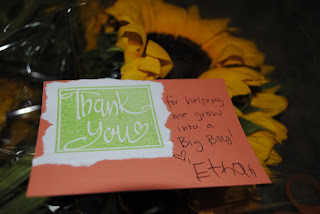 Thank
you
for helping
me grow
into a
Big Boy!
Ethan